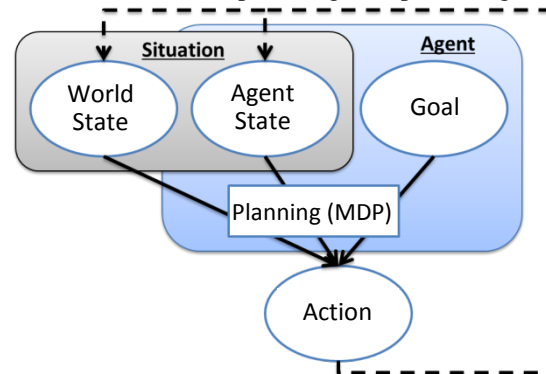 Situation
Agent
World
State
Agent
State
Goal
Planning (MDP)
Action